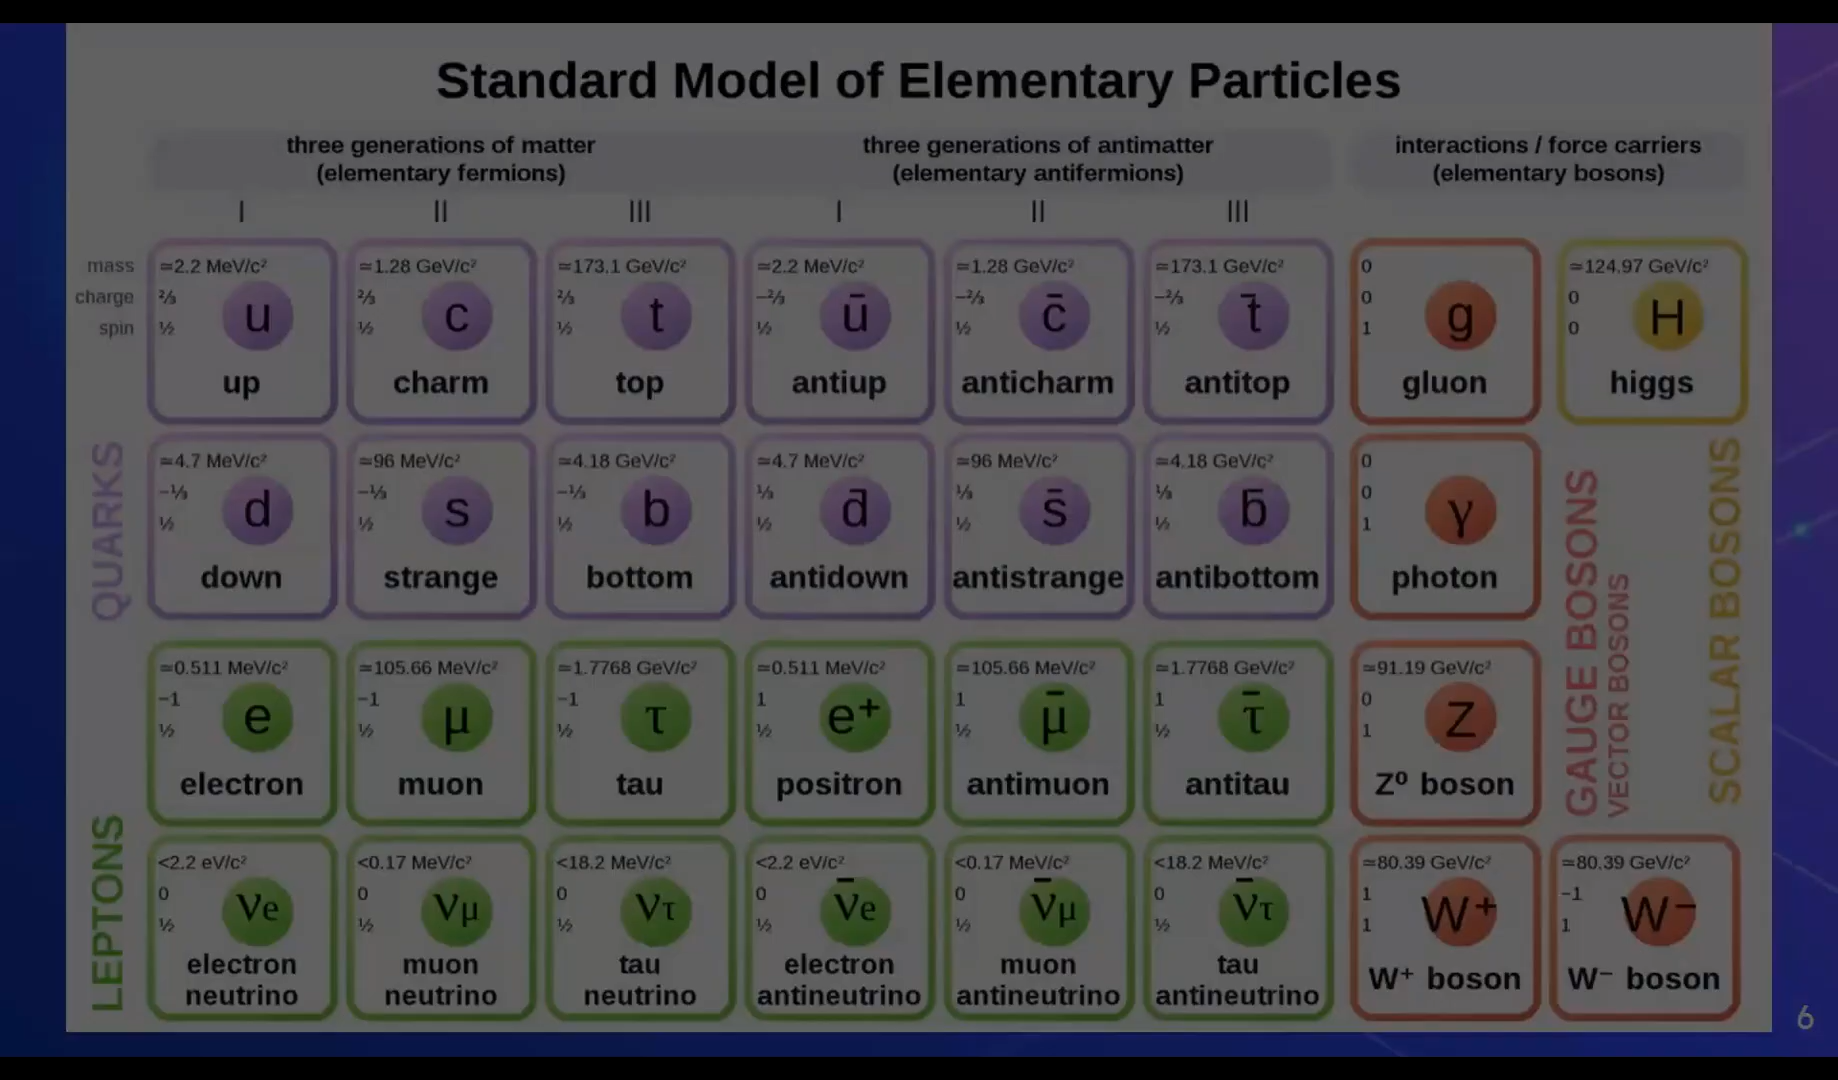 Standard Model of Elementary Particles
three generations of matter
(elementary fermions)
three generations of antimatter
(elementary antifermions)
interactions / force carriers
(elementary bosons)
I
II
III
I
II
III
mass
charge
spin
≃2.2 MeV/c²
⅔
½
u
up
≃1.28 GeV/c²
⅔
½
c
charm
≃173.1 GeV/c²
⅔
½
t
top
≃2.2 MeV/c²
−⅔
½
ū
antiup
≃1.28 GeV/c²
−⅔
½
c̄
anticharm
≃173.1 GeV/c²
−⅔
½
t̄
antitop
0
0
1
g
gluon
≃124.97 GeV/c²
0
0
H
higgs
QUARKS
≃4.7 MeV/c²
−⅓
½
d
down
≃96 MeV/c²
−⅓
½
s
strange
≃4.18 GeV/c²
−⅓
½
b
bottom
≃4.7 MeV/c²
⅓
½
d̄
antidown
≃96 MeV/c²
⅓
½
s̄
antistrange
≃4.18 GeV/c²
⅓
½
b̄
antibottom
0
0
1
γ
photon
GAUGE BOSONS
VECTOR BOSONS
SCALAR BOSONS
LEPTONS
≃0.511 MeV/c²
−1
½
e
electron
≃105.66 MeV/c²
−1
½
μ
muon
≃1.7768 GeV/c²
−1
½
τ
tau
≃0.511 MeV/c²
1
½
e⁺
positron
≃105.66 MeV/c²
1
½
μ̄
antimuon
≃1.7768 GeV/c²
1
½
τ̄
antitau
≃91.19 GeV/c²
0
1
Z
Z⁰ boson
<2.2 eV/c²
0
½
νe
electron
neutrino
<0.17 MeV/c²
0
½
νμ
muon
neutrino
<18.2 MeV/c²
0
½
ντ
tau
neutrino
<2.2 eV/c²
0
½
ν̄e
electron
antineutrino
<0.17 MeV/c²
0
½
ν̄μ
muon
antineutrino
<18.2 MeV/c²
0
½
ν̄τ
tau
antineutrino
≃80.39 GeV/c²
1
1
W⁺
W⁺ boson
≃80.39 GeV/c²
−1
1
W⁻
W⁻ boson
6